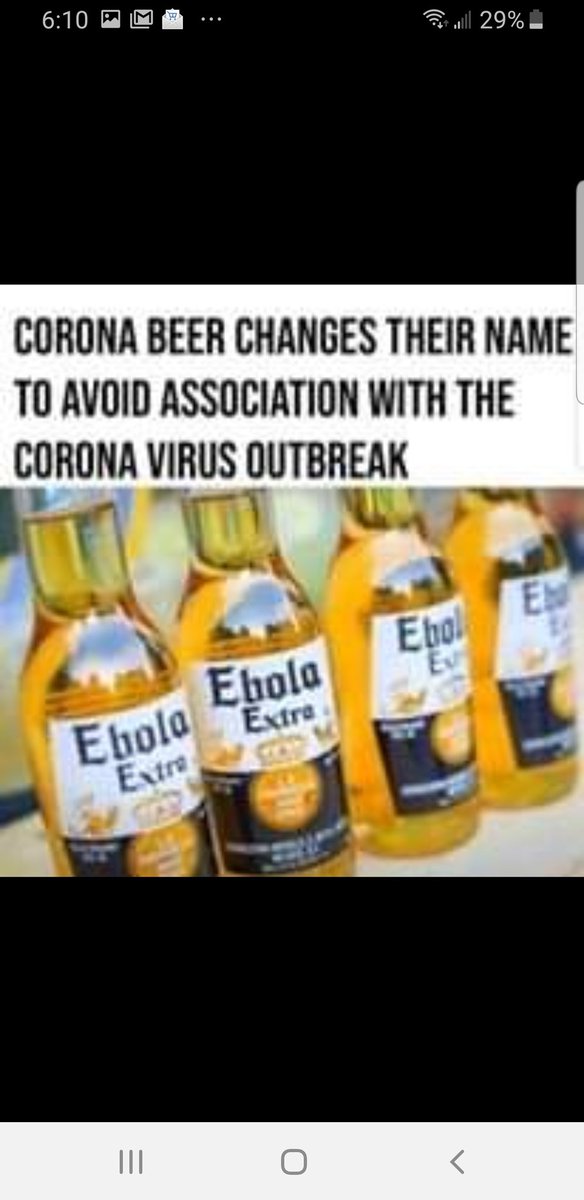 6:10
29%
CORONA BEER CHANGES THEIR NAME
TO AVOID ASSOCIATION WITH THE
CORONA VIRUS OUTBREAK
Ebola
Extra
Ebola
Extra
Ebol